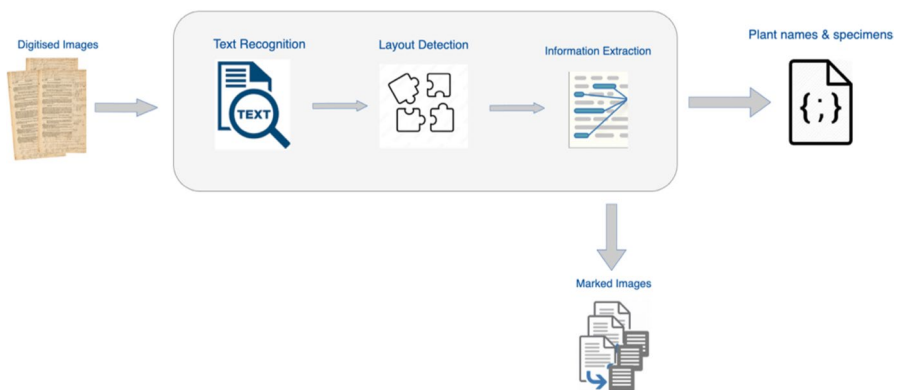 Digitised Images
Text Recognition
TEXT
Layout Detection
Information Extraction
Plant names & specimens
{;}
Marked Images